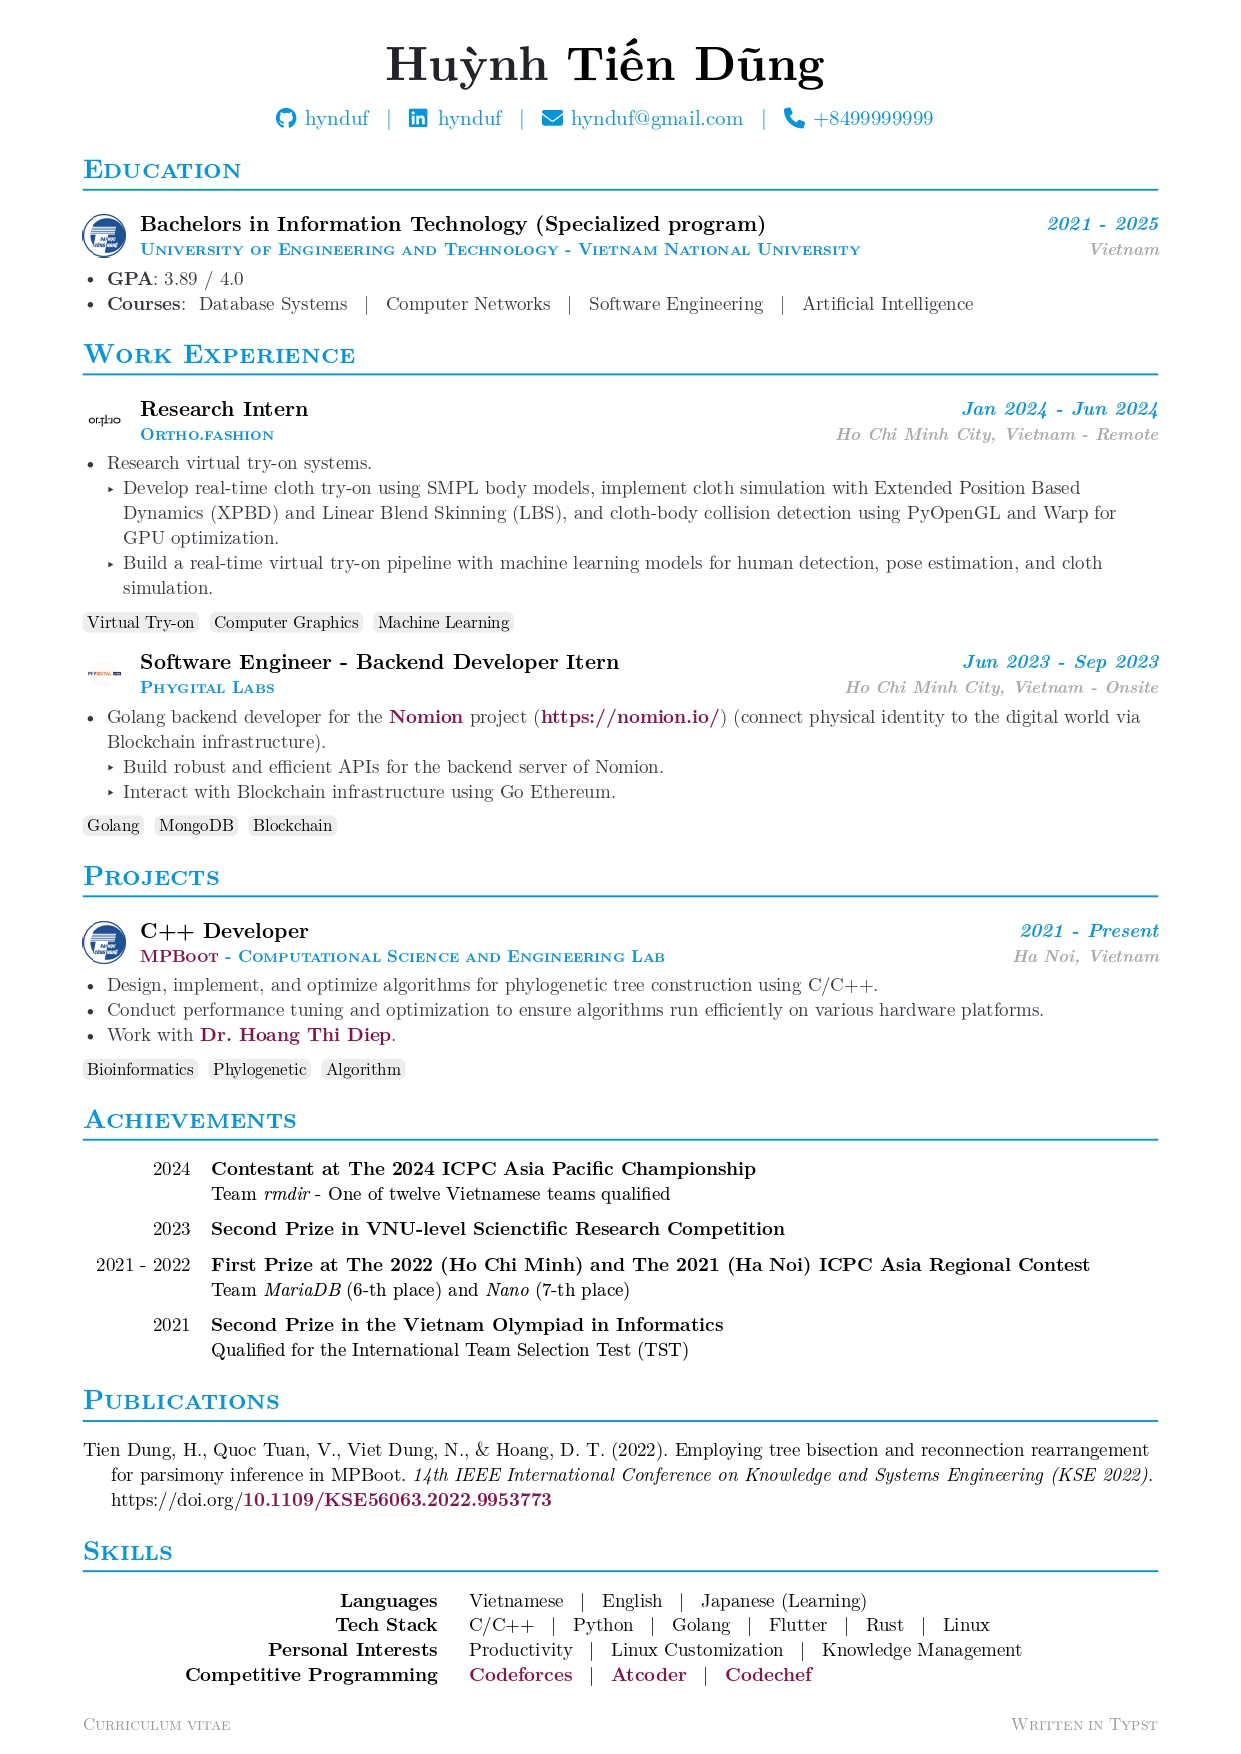 Huỳnh Tiến Dũng
hynduf | hynduf | hynduf@gmail.com | +8499999999
Education
Bachelors in Information Technology (Specialized program) 2021 - 2025
University of Engineering and Technology - Vietnam National University Vietnam
• GPA: 3.89 / 4.0
• Courses: Database Systems | Computer Networks | Software Engineering | Artificial Intelligence
Work Experience
Research Intern Jan 2024 - Jun 2024
Ortho.fashion Ho Chi Minh City, Vietnam - Remote
• Research virtual try-on systems.
‣ Develop real-time cloth try-on using SMPL body models, implement cloth simulation with Extended Position Based
Dynamics (XPBD) and Linear Blend Skinning (LBS), and cloth-body collision detection using PyOpenGL and Warp for
GPU optimization.
‣ Build a real-time virtual try-on pipeline with machine learning models for human detection, pose estimation, and cloth
simulation.
Virtual Try-on Computer Graphics Machine Learning
Software Engineer - Backend Developer Itern Jun 2023 - Sep 2023
Phygital Labs Ho Chi Minh City, Vietnam - Onsite
• Golang backend developer for the Nomion project (https://nomion.io/) (connect physical identity to the digital world via
Blockchain infrastructure).
‣ Build robust and efficient APIs for the backend server of Nomion.
‣ Interact with Blockchain infrastructure using Go Ethereum.
Golang MongoDB Blockchain
Projects
C++ Developer 2021 - Present
MPBoot - Computational Science and Engineering Lab Ha Noi, Vietnam
• Design, implement, and optimize algorithms for phylogenetic tree construction using C/C++.
• Conduct performance tuning and optimization to ensure algorithms run efficiently on various hardware platforms.
• Work with Dr. Hoang Thi Diep.
Bioinformatics Phylogenetic Algorithm
Achievements
2024 Contestant at The 2024 ICPC Asia Pacific Championship
Team rmdir - One of twelve Vietnamese teams qualified
2023 Second Prize in VNU-level Scienctific Research Competition
2021 - 2022 First Prize at The 2022 (Ho Chi Minh) and The 2021 (Ha Noi) ICPC Asia Regional Contest
Team MariaDB (6-th place) and Nano (7-th place)
2021 Second Prize in the Vietnam Olympiad in Informatics
Qualified for the International Team Selection Test (TST)
Publications
Tien Dung, H., Quoc Tuan, V., Viet Dung, N., & Hoang, D. T. (2022). Employing tree bisection and reconnection rearrangement
for parsimony inference in MPBoot. 14th IEEE International Conference on Knowledge and Systems Engineering (KSE 2022).
https://doi.org/10.1109/KSE56063.2022.9953773
Skills
Languages Vietnamese | English | Japanese (Learning)
Tech Stack C/C++ | Python | Golang | Flutter | Rust | Linux
Personal Interests Productivity | Linux Customization | Knowledge Management
Competitive Programming Codeforces | Atcoder | Codechef
Curriculum vitae Written in Typst